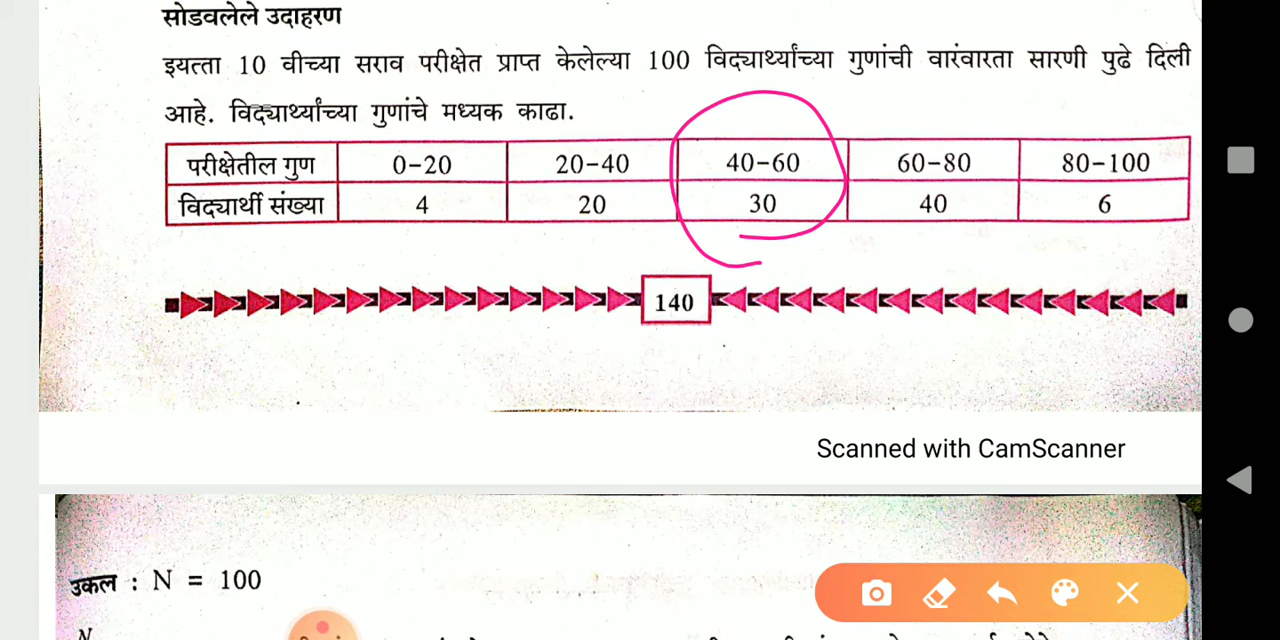 सोडवलेले उदाहरण
इयत्ता 10 वीच्या सराव परीक्षेत प्राप्त केलेल्या 100 विद्यार्थ्यांच्या गुणांची वारंवारता सारणी पुढे दिली
आहे. विद्यार्थ्यांच्या गुणांचे मध्यक काढा.
परीक्षेतील गुण 0-20 20-40 40-60 60-80 80-100
विद्यार्थी संख्या 4 20 30 40 6
140
Scanned with CamScanner
उकल : N = 100
N